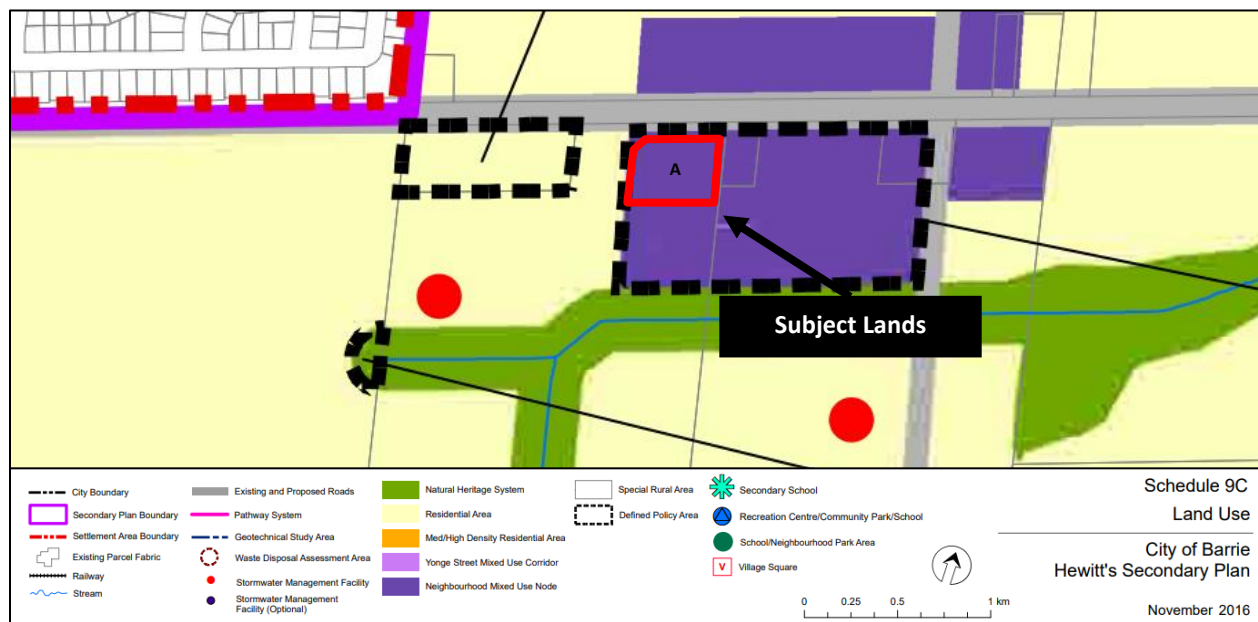 A
Subject Lands
City Boundary
Secondary Plan Boundary
Settlement Area Boundary
Existing Parcel Fabric
Railway
Stream
Existing and Proposed Roads
Pathway System
Geotechnical Study Area
Waste Disposal Assessment Area
Stormwater Management Facility
Stormwater Management
Facility (Optional)
Natural Heritage System
Residential Area
Med/High Density Residential Area
Yonge Street Mixed Use Corridor
Neighbourhood Mixed Use Node
Special Rural Area
Defined Policy Area
Secondary School
Recreation Centre/Community Park/School
School/Neighbourhood Park Area
V Village Square
0 0.25 0.5 1 km
Schedule 9C
Land Use
City of Barrie
Hewitt's Secondary Plan
November 2016